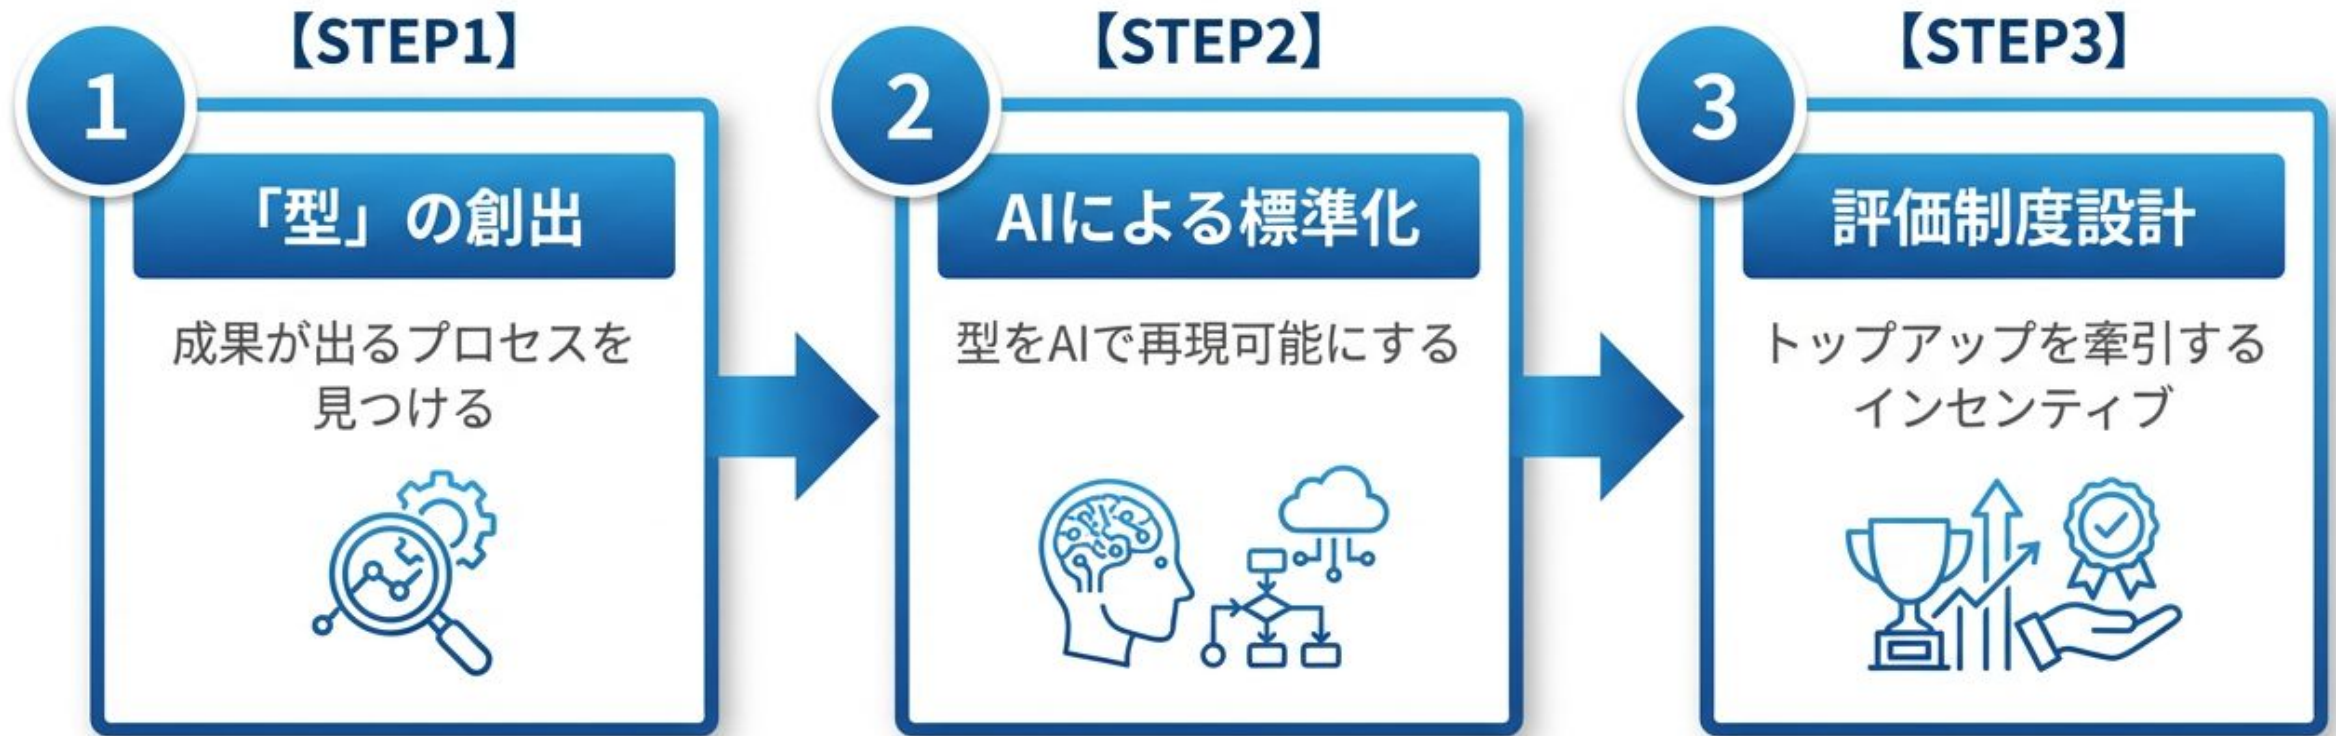 【STEP1】
1
「型」の創出
成果が出るプロセスを
見つける
【STEP2】
2
AIによる標準化
型をAIで再現可能にする
【STEP3】
3
評価制度設計
トップアップを牽引する
インセンティブ